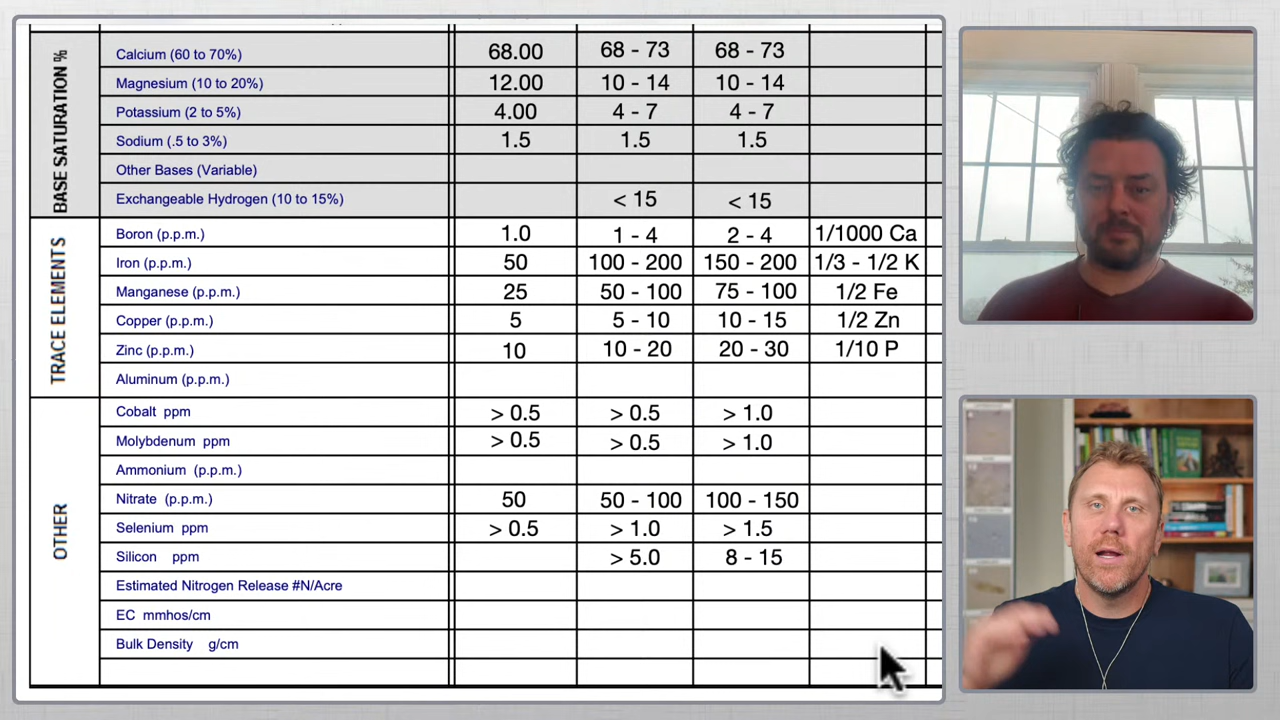 BASE SATURATION %
Calcium (60 to 70%) 68.00 68 - 73 68 - 73
Magnesium (10 to 20%) 12.00 10 - 14 10 - 14
Potassium (2 to 5%) 4.00 4 - 7 4 - 7
Sodium (.5 to 3%) 1.5 1.5 1.5
Other Bases (Variable)
Exchangeable Hydrogen (10 to 15%) < 15 < 15
TRACE ELEMENTS
Boron (p.p.m.) 1.0 1 - 4 2 - 4 1/1000 Ca
Iron (p.p.m.) 50 100 - 200 150 - 200 1/3 - 1/2 K
Manganese (p.p.m.) 25 50 - 100 75 - 100 1/2 Fe
Copper (p.p.m.) 5 5 - 10 10 - 15 1/2 Zn
Zinc (p.p.m.) 10 10 - 20 20 - 30 1/10 P
Aluminum (p.p.m.)
OTHER
Cobalt ppm > 0.5 > 0.5 > 1.0
Molybdenum ppm > 0.5 > 0.5 > 1.0
Ammonium (p.p.m.)
Nitrate (p.p.m.) 50 50 - 100 100 - 150
Selenium ppm > 0.5 > 1.0 > 1.5
Silicon ppm > 5.0 8 - 15
Estimated Nitrogen Release #N/Acre
EC mmhos/cm
Bulk Density g/cm